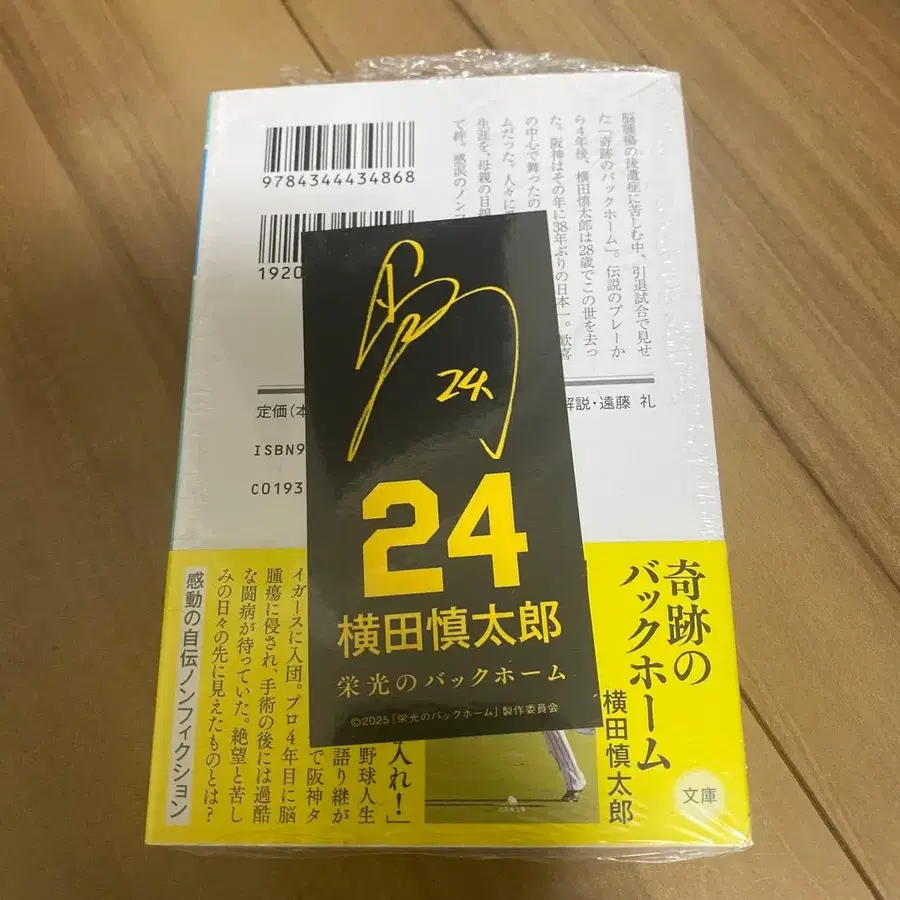 9784344434868
1920
脳腫瘍の後遺症に苦しむ中、引退試合で見せ
た「奇跡のバックホーム」。伝説のプレーか
ら4年後、横田慎太郎は28歳でこの世を去っ
た。阪神はその年に38年ぶりの日本一。歓喜
の中心で舞ったの
ムだった。人々に
生涯を、母親の目
て絆。感涙のノンフ
定価(本
解説・遠藤 礼
ISBN9
C0193
24
24
横田慎太郎
栄光のバックホーム
©2025「栄光のバックホーム」製作委員会
奇跡の
バックホーム
横田慎太郎
文庫
入れ!」
野球人生
語り継が
で阪神タ
イガースに入団。プロ4年目に脳
腫瘍に侵され、手術の後には過酷
な闘病が待っていた。絶望と苦し
みの日々の先に見えたものとは?
感動の自伝ノンフィクション